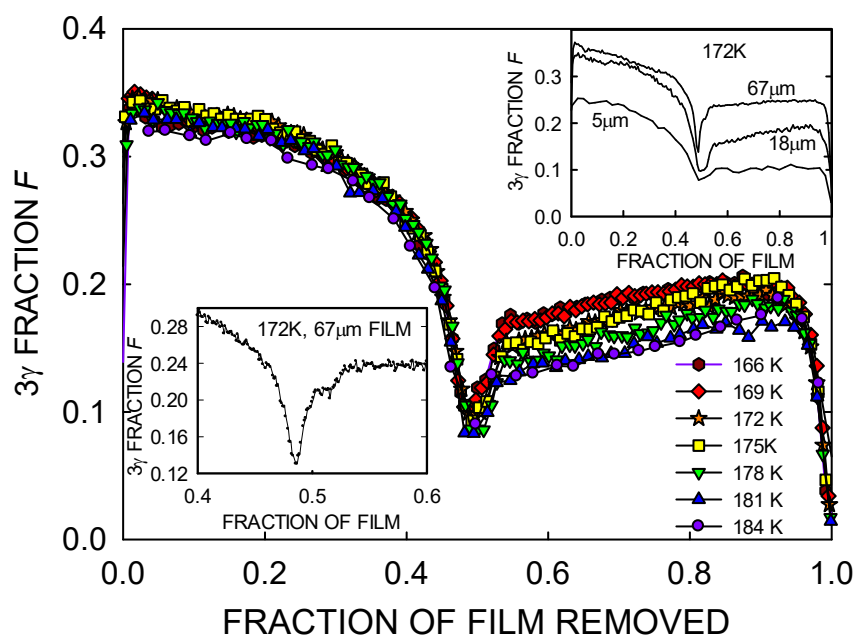 3γ FRACTION F
0.4
0.3
0.2
0.1
0.0
0.0
0.2
0.4
0.6
0.8
1.0
FRACTION OF FILM REMOVED
172K
67μm
18μm
5μm
3γ FRACTION F
0.3
0.2
0.1
0.0
0.0
0.2
0.4
0.6
0.8
1
FRACTION OF FILM
172K, 67μm FILM
3γ FRACTION F
0.28
0.24
0.20
0.16
0.12
0.4
0.5
0.6
FRACTION OF FILM
166 K
169 K
172 K
175K
178 K
181 K
184 K